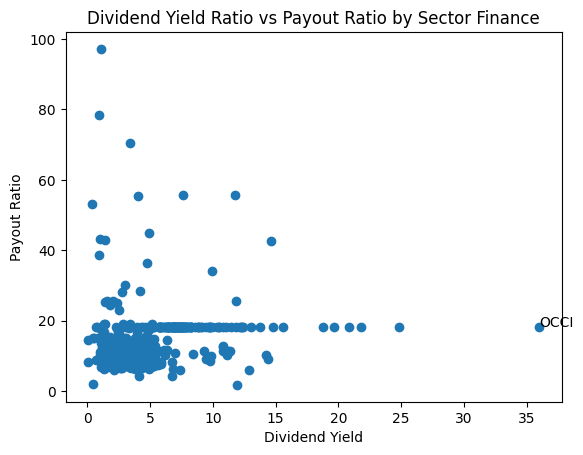 Dividend Yield Ratio vs Payout Ratio by Sector Finance
100
80
60
40
20
0
Payout Ratio
OCCI
0 5 10 15 20 25 30 35
Dividend Yield